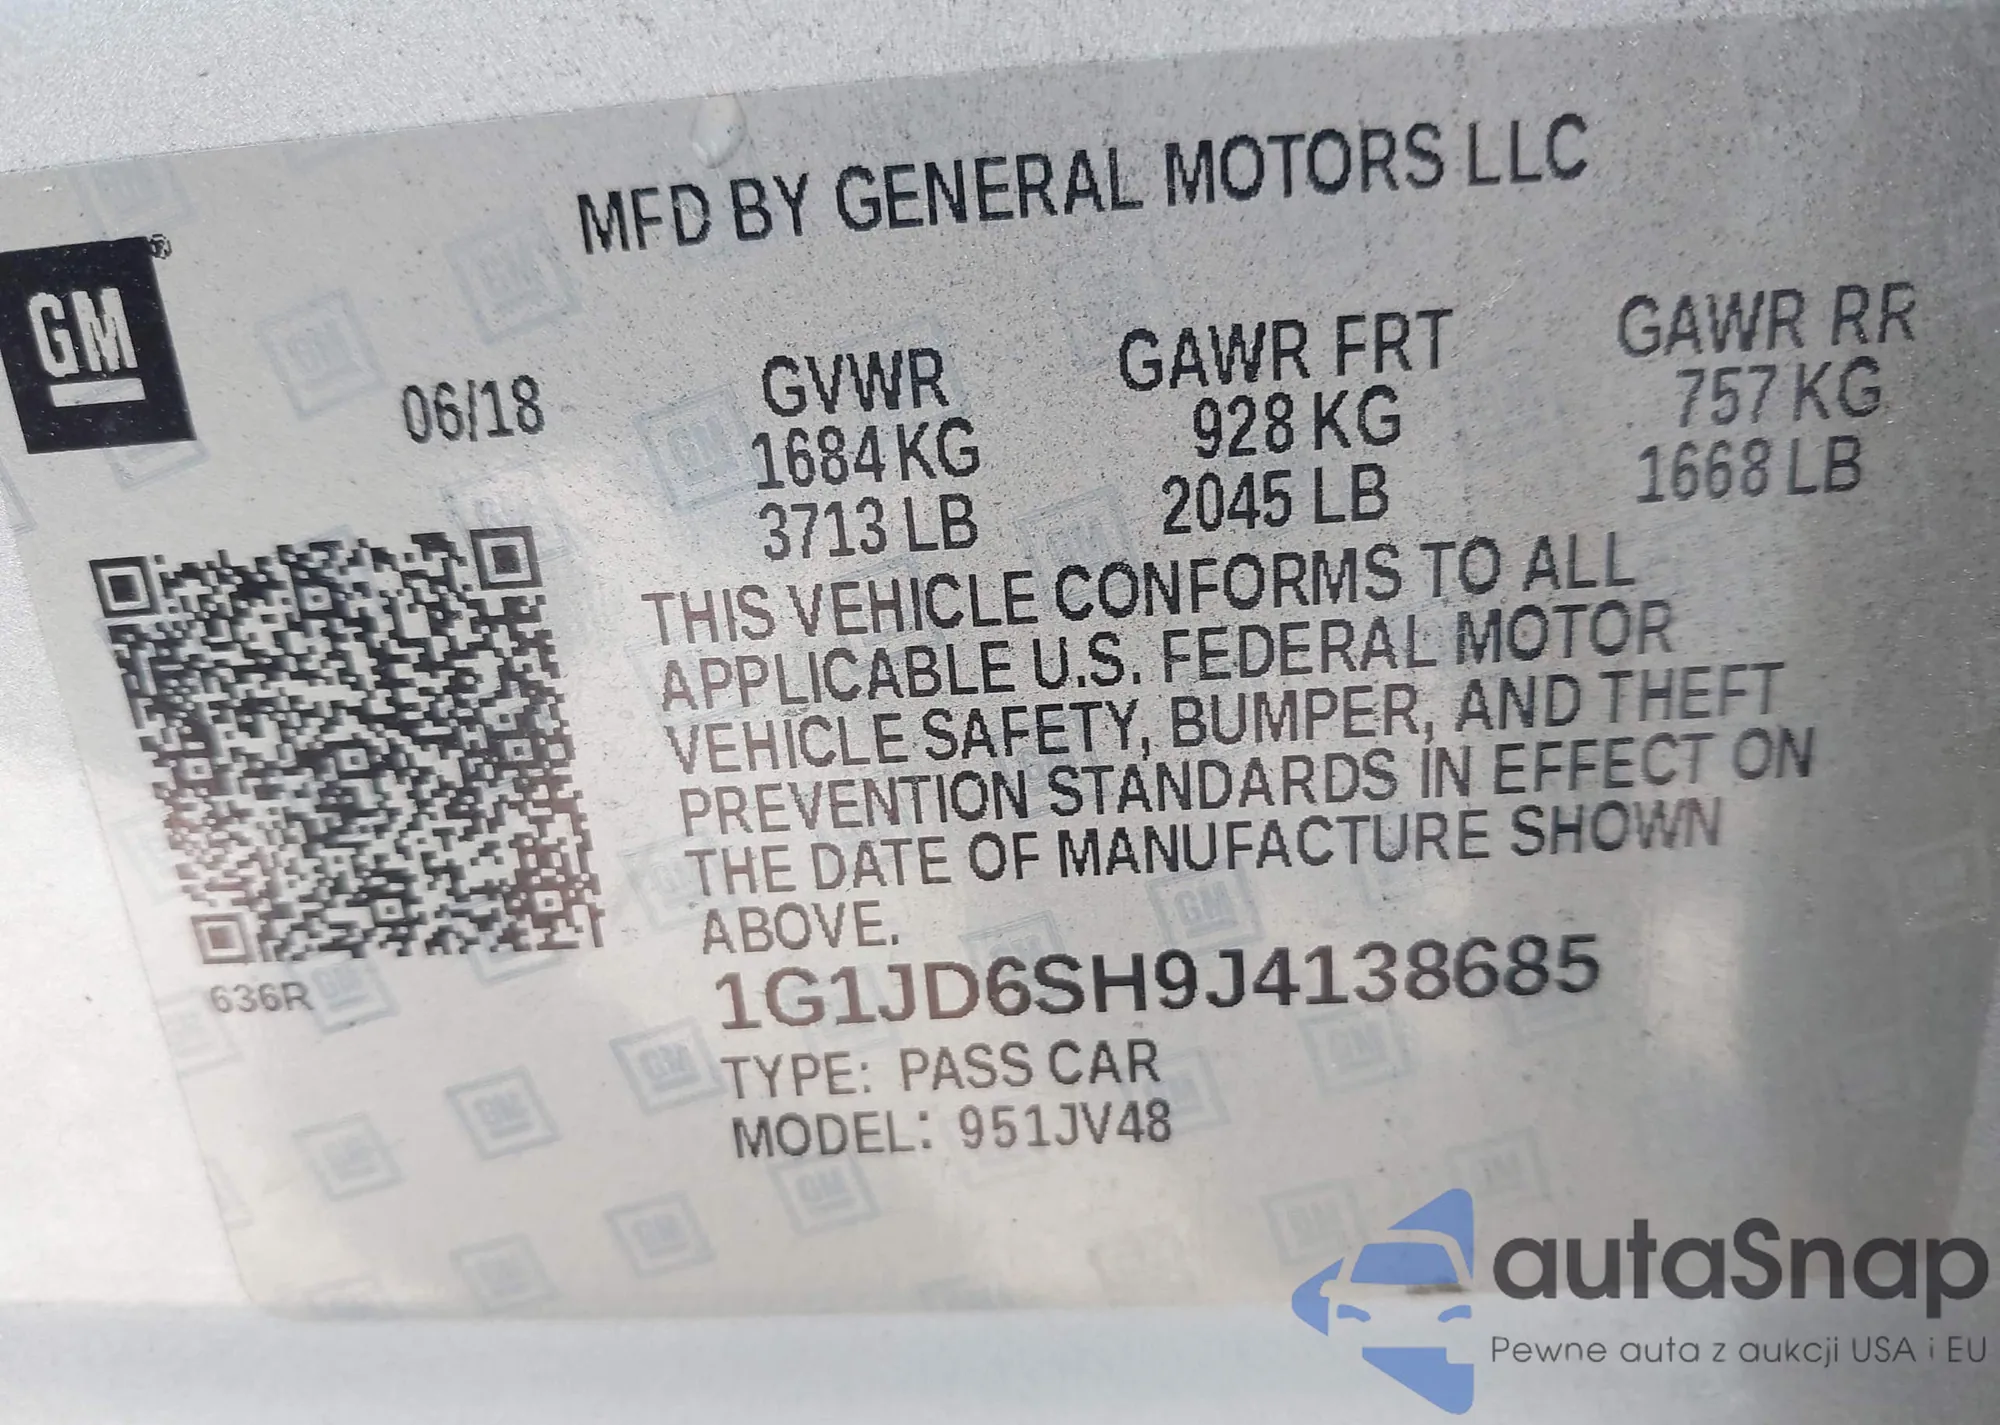 MFD BY GENERAL MOTORS LLC
GM®
06/18
GVWR GAWR FRT GAWR RR
1684 KG 928 KG 757 KG
3713 LB 2045 LB 1668 LB
THIS VEHICLE CONFORMS TO ALL
APPLICABLE U.S. FEDERAL MOTOR
VEHICLE SAFETY, BUMPER, AND THEFT
PREVENTION STANDARDS IN EFFECT ON
THE DATE OF MANUFACTURE SHOWN
ABOVE.
636R
1G1JD6SH9J4138685
TYPE: PASS CAR
MODEL: 951JV48
autaSnap
Pewne auta z aukcji USA i EU